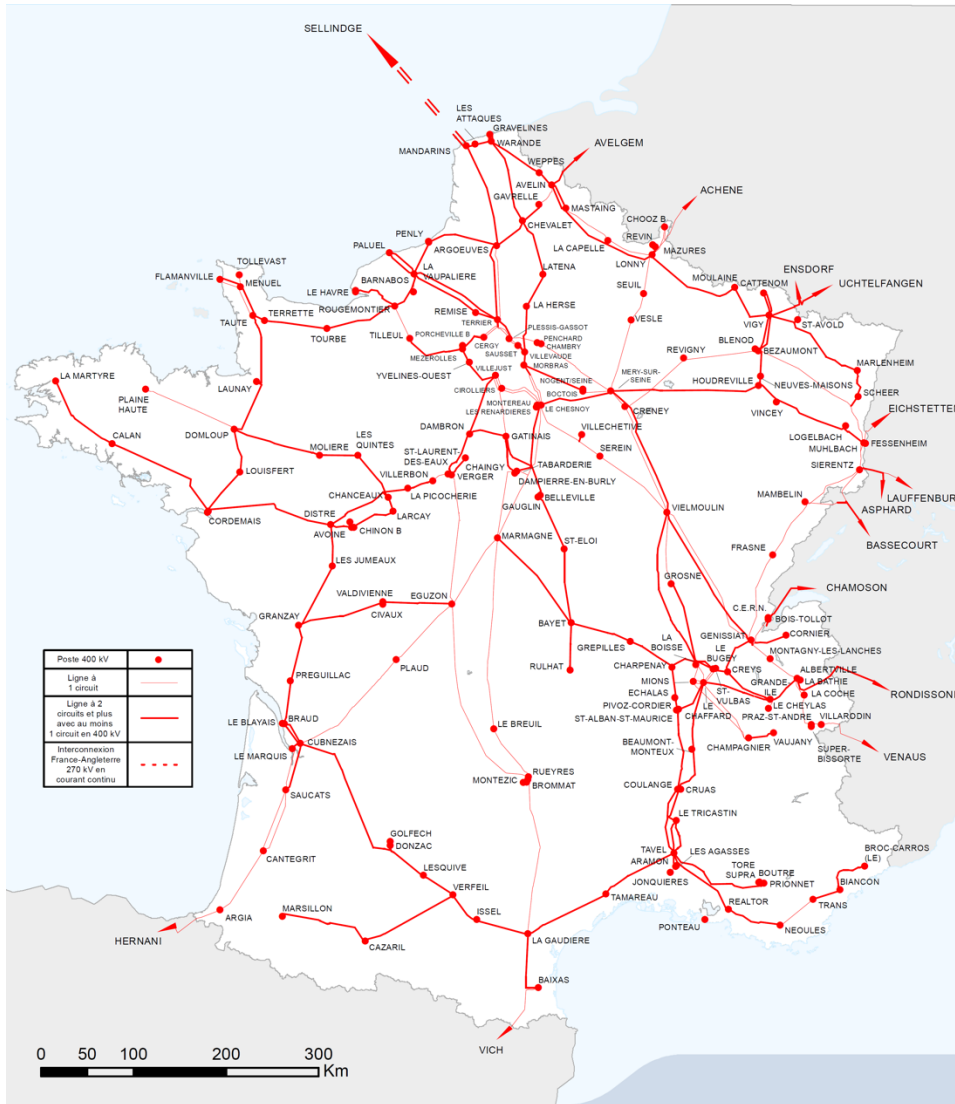 SELLINDGE
LES
ATTAQUES
GRAVELINES
WARANDE
MANDARINS
AVELGEM
WEPPES
AVELIN
GAVRELLE
MASTAING
ACHENE
CHEVALET
CHOOZ B
REVIN
MAZURES
LA CAPELLE
LONNY
PENLY
PALUEL
ARGOEUVES
TOLLEVAST
FLAMANVILLE
MENUEL
BARNABOS
LA
VAUPALIERE
LATENA
SEUIL
MOULAINE
CATTENOM
ENSDORF
UCHTELFANGEN
LE HAVRE
ROUGEMONTIER
REMISE
TERRIER
LA HERSE
TAUTE
TERRETTE
TOURBE
TILLEUL
PORCHEVILLE B
CERGY
SAUSSET
PLESSIS-GASSOT
PENCHARD
CHAMBRY
VILLEVAUDE
MORBRAS
VESLE
VIGY
ST-AVOLD
REVIGNY
BLENOD
BEZAUMONT
MARLENHEIM
MEZEROLLES
VILLEJUST
YVELINES-OUEST
CIROLLIERS
NOGENT/SEINE
MERY-SUR-
SEINE
BOCTOIS
HOUDREVILLE
NEUVES-MAISONS
SCHEER
LA MARTYRE
PLAINE
HAUTE
LAUNAY
MONTEREAU
LES RENARDIERES
LE CHESNOY
CRENEY
VINCEY
EICHSTETTEN
LOGELBACH
MUHLBACH
FESSENHEIM
CALAN
DOMLOUP
MOLIERE
LES
QUINTES
DAMBRON
GATINAIS
VILLECHETIVE
SEREIN
SIERENTZ
ST-LAURENT-
DES-EAUX
CHAINGY
VERGER
TABARDERIE
DAMPIERRE-EN-BURLY
LOUISFERT
VILLERBON
LA PICOCHERIE
CHANCEAUX
BELLEVILLE
GAUGLIN
MAMBELIN
LAUFFENBURG
ASPHARD
BASSECOURT
CORDEMAIS
DISTRE
AVOINE
CHINON B
LARCAY
MARMAGNE
VIELMOULIN
ST-ELOI
FRASNE
LES JUMEAUX
GROSNE
CHAMOSON
VALDIVIENNE
CIVAUX
EGUZON
GRANZAY
C.E.R.N.
BOIS-TOLLOT
CORNIER
GENISSIAT
BAYET
GREPILLES
LA
BOISSE
LE
BUGEY
MONTAGNY-LES-LANCHES
RULHAT
CHARPENAY
CREYS
ALBERTVILLE
LA BATHIE
GRANDE
ILE
LA COCHE
RONDISSONE
PLAUD
PREGUILLAC
MIONS
ECHALAS
ST-
VULBAS
LE CHEYLAS
PIVOZ-CORDIER
ST-ALBAN-ST-MAURICE
LE
CHAFFARD
PRAZ-ST-ANDRE
VILLARODIN
Poste 400 kV
Ligne à
1 circuit
Ligne à 2
circuits et plus
avec au moins
1 circuit en 400 kV
Interconnexion
France-Angleterre
270 kV en
courant continu
LE BLAYAIS
BRAUD
LE BREUIL
CUBNEZAIS
LE MARQUIS
BEAUMONT-
MONTEUX
CHAMPAGNIER
VAUJANY
SUPER-
BISSORTE
VENAUS
RUEYRES
MONTEZIC
BROMMAT
SAUCATS
COULANGE
CRUAS
LE TRICASTIN
GOLFECH
DONZAC
CANTEGRIT
TAVEL
ARAMON
LES AGASSES
JONQUIERES
TORE
SUPRA
BOUTRE
PRIONNET
BROC-CARROS
(LE)
BIANCON
LESQUIVE
VERFEIL
TAMAREAU
REALTOR
TRANS
ARGIA
MARSILLON
ISSEL
PONTEAU
NEOULES
HERNANI
CAZARIL
LA GAUDIERE
BAIXAS
VICH
0 50 100 200 300
Km